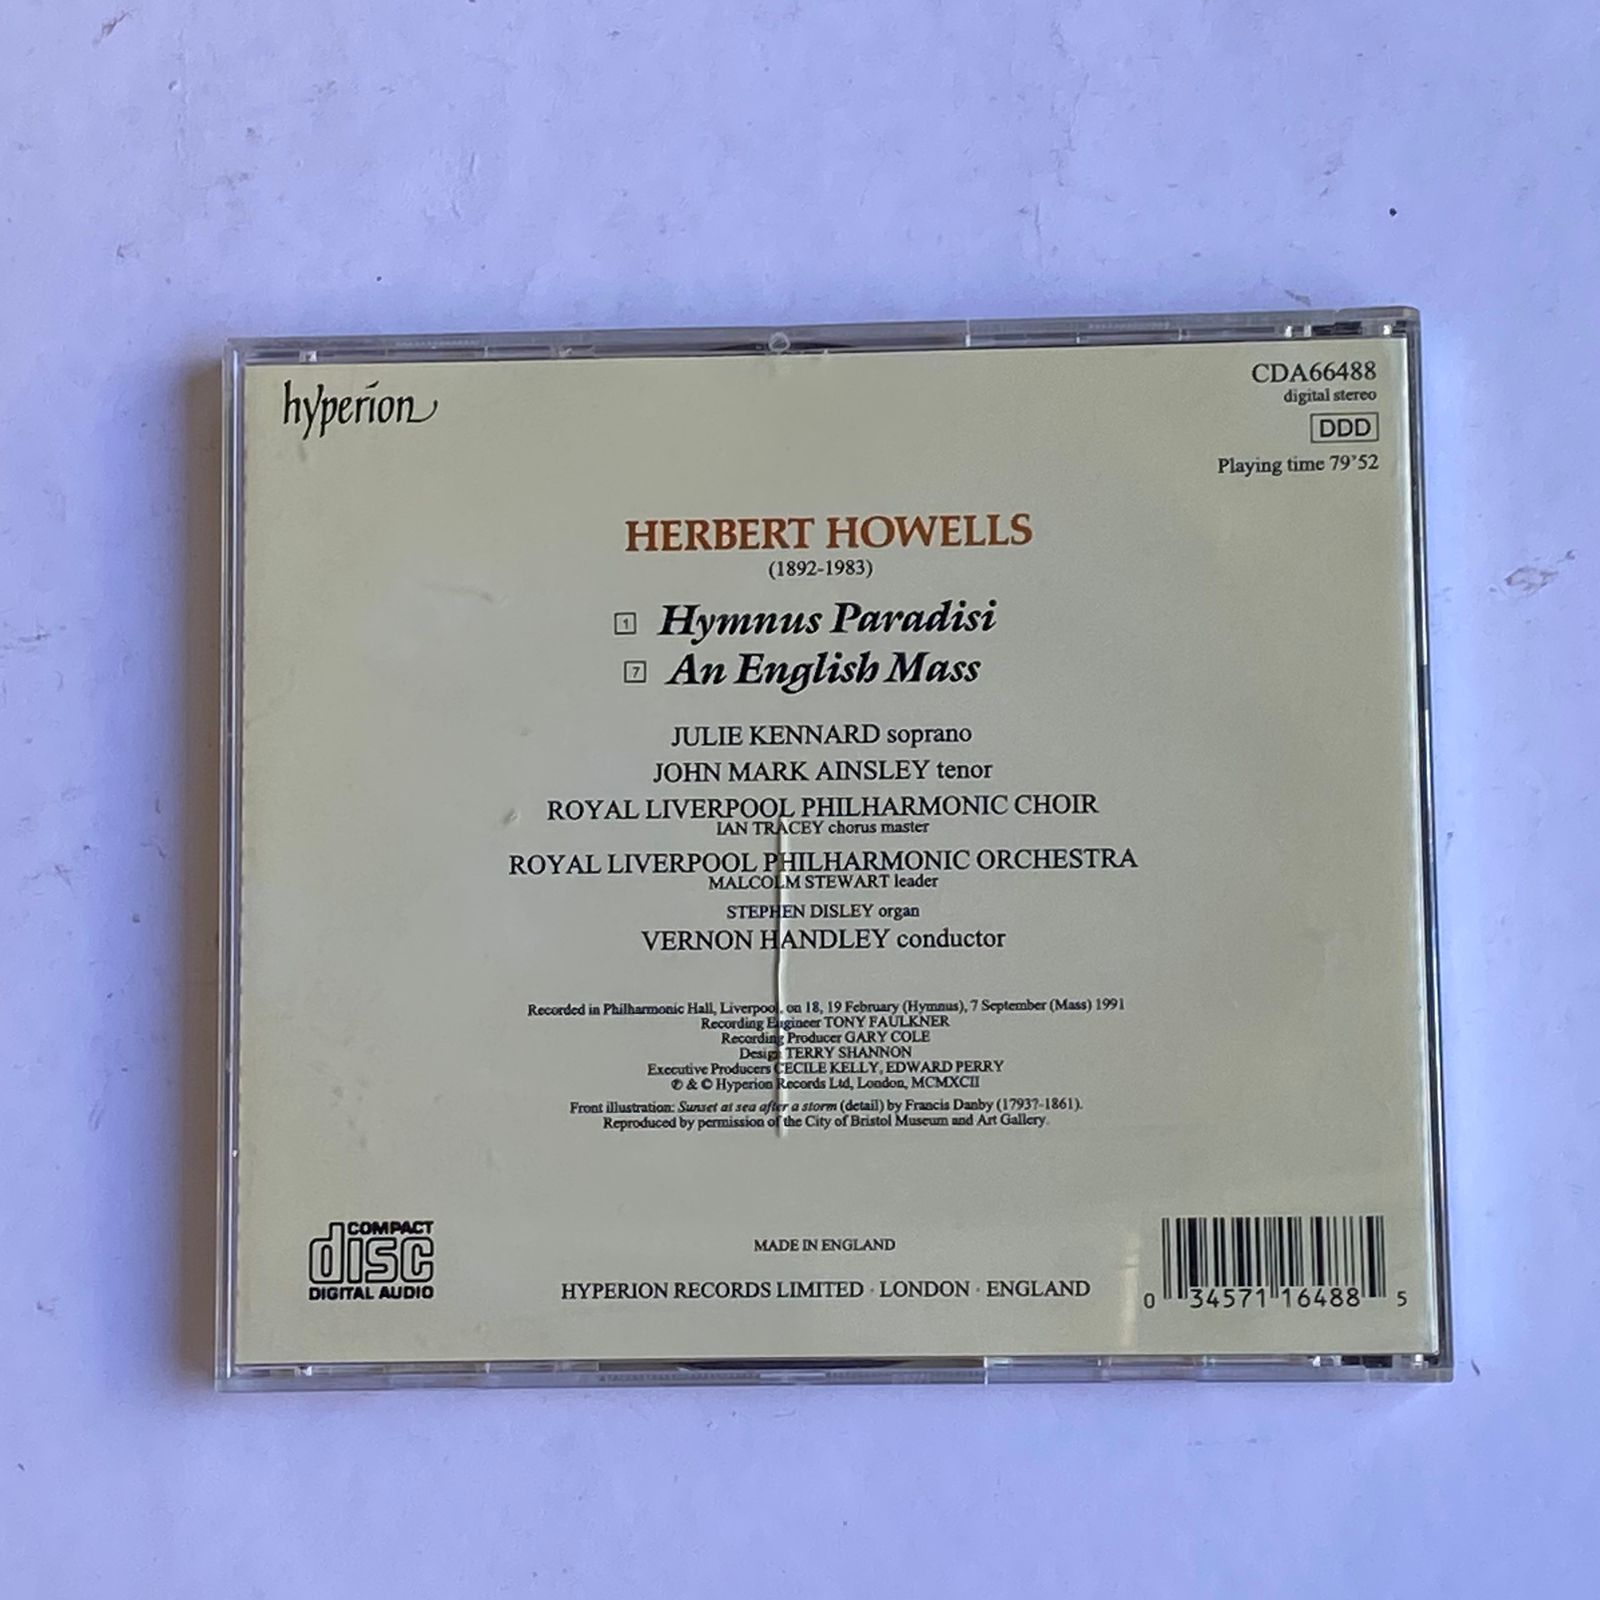 hyperion
CDA66488
digital stereo
DDD
Playing time 79'52
HERBERT HOWELLS
(1892-1983)
1 Hymnus Paradisi
7 An English Mass
JULIE KENNARD soprano
JOHN MARK AINSLEY tenor
ROYAL LIVERPOOL PHILHARMONIC CHOIR
IAN TRACEY chorus master
ROYAL LIVERPOOL PHILHARMONIC ORCHESTRA
MALCOLM STEWART leader
STEPHEN DISLEY organ
VERNON HANDLEY conductor
Recorded in Philharmonic Hall, Liverpool, on 18, 19 February (Hymnus), 7 September (Mass) 1991
Recording Engineer TONY FAULKNER
Recording Producer GARY COLE
Design TERRY SHANNON
Executive Producers CECILE KELLY, EDWARD PERRY
℗ & © Hyperion Records Ltd, London, MCMXCII
Front illustration: Sunset at sea after a storm (detail) by Francis Danby (1793?-1861).
Reproduced by permission of the City of Bristol Museum and Art Gallery.
COMPACT
disc
DIGITAL AUDIO
MADE IN ENGLAND
HYPERION RECORDS LIMITED · LONDON · ENGLAND
0 34571 16488 5